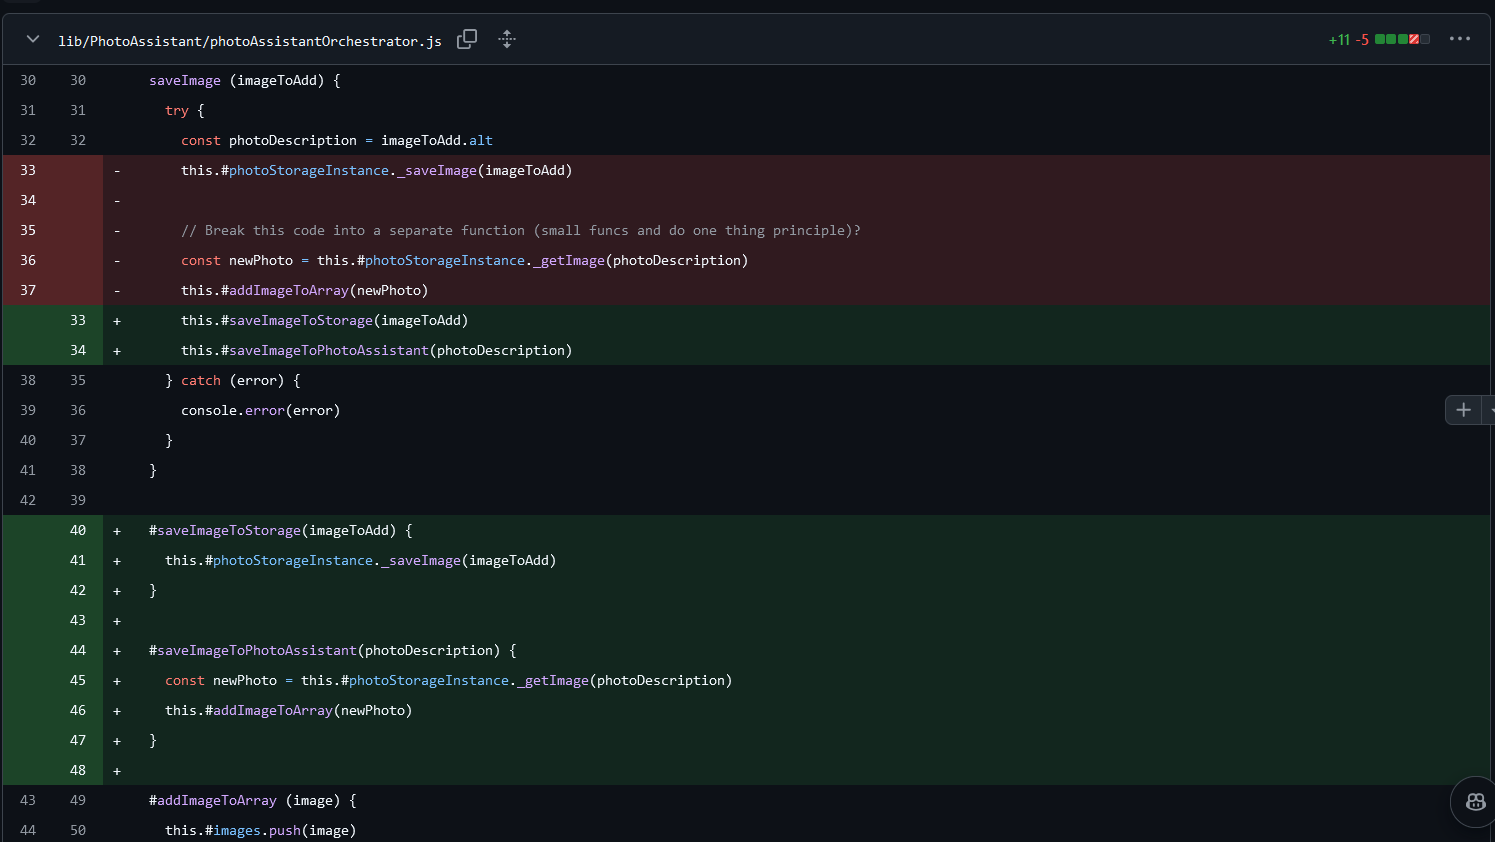 lib/PhotoAssistant/photoAssistantOrchestrator.js +11 -5
30 30 saveImage (imageToAdd) {
31 31 try {
32 32 const photoDescription = imageToAdd.alt
33 - this.#photoStorageInstance._saveImage(imageToAdd)
34 -
35 - // Break this code into a separate function (small funcs and do one thing principle)?
36 - const newPhoto = this.#photoStorageInstance._getImage(photoDescription)
37 - this.#addImageToArray(newPhoto)
33 + this.#saveImageToStorage(imageToAdd)
34 + this.#saveImageToPhotoAssistant(photoDescription)
38 35 } catch (error) {
39 36 console.error(error)
40 37 }
41 38 }
42 39
40 + #saveImageToStorage(imageToAdd) {
41 + this.#photoStorageInstance._saveImage(imageToAdd)
42 + }
43 +
44 + #saveImageToPhotoAssistant(photoDescription) {
45 + const newPhoto = this.#photoStorageInstance._getImage(photoDescription)
46 + this.#addImageToArray(newPhoto)
47 + }
48 +
43 49 #addImageToArray (image) {
44 50 this.#images.push(image)